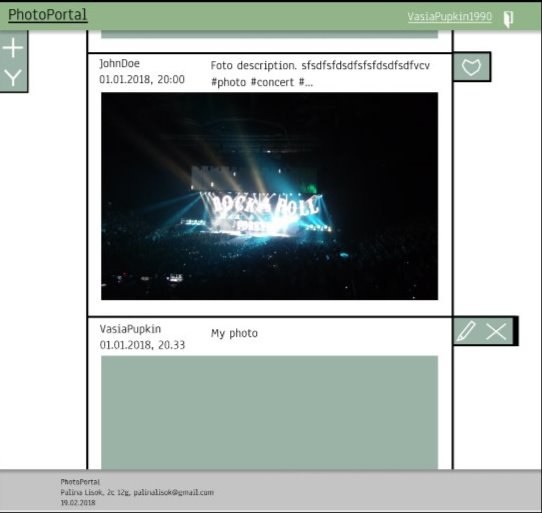 PhotoPortal
VasiaPupkin1990
JohnDoe
01.01.2018, 20:00
Foto description. sfsdfsfdsdfsfsfdsdfsdfvcv
#photo #concert #...
ROCK N ROLL
VasiaPupkin
01.01.2018, 20.33
My photo
PhotoPortal
Palina Lisok, 2c 12g, palinalisok@gmail.com
19.02.2018